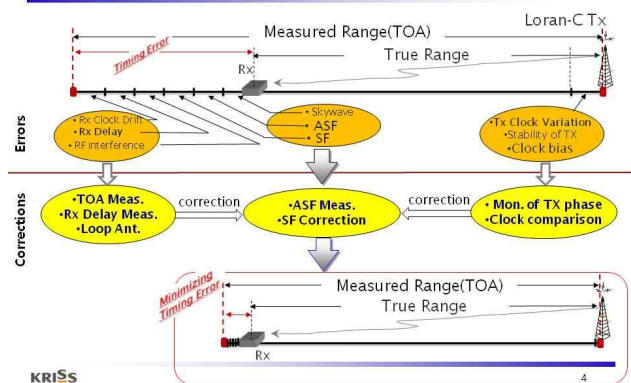 Loran-C Tx
Measured Range(TOA)
Timing Error
True Range
Rx
Errors
•Rx Clock Drift
•Rx Delay
•RF interference
•Skywave
•ASF
•SF
•Tx Clock Variation
•Stability of TX
•Clock bias
Corrections
•TOA Meas.
•Rx Delay Meas.
•Loop Ant.
correction
•ASF Meas.
•SF Correction
correction
•Mon. of TX phase
•Clock comparison
Minimizing
Timing Error
Measured Range(TOA)
True Range
Rx
KRISS
4